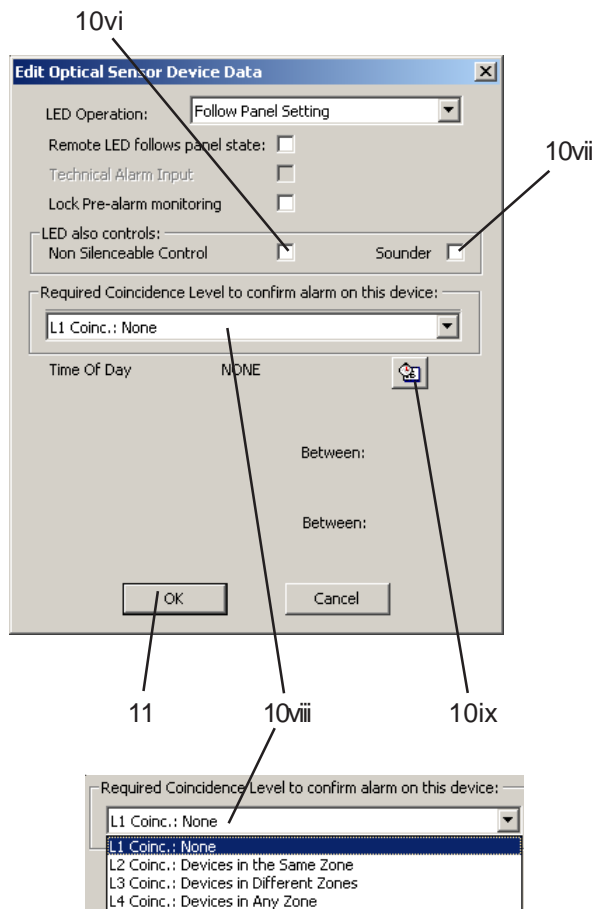 10vi
Edit Optical Sensor Device Data
LED Operation: Follow Panel Setting
Remote LED follows panel state:
10vii
Technical Alarm Input
Lock Pre-alarm monitoring
LED also controls:
Non Silenceable Control Sounder
Required Coincidence Level to confirm alarm on this device:
L1 Coinc.: None
Time Of Day NONE
Between:
Between:
OK Cancel
11 10viii 10ix
Required Coincidence Level to confirm alarm on this device:
L1 Coinc.: None
L1 Coinc.: None
L2 Coinc.: Devices in the Same Zone
L3 Coinc.: Devices in Different Zones
L4 Coinc.: Devices in Any Zone